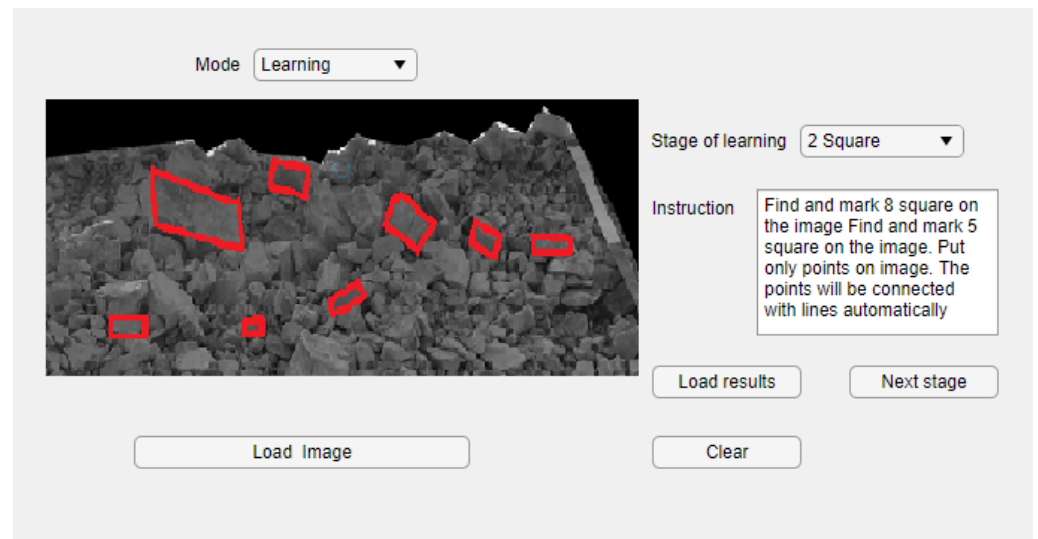 Mode Learning
Stage of learning 2 Square
Instruction
Find and mark 8 square on
the image Find and mark 5
square on the image. Put
only points on image. The
points will be connected
with lines automatically
Load results
Next stage
Load Image
Clear